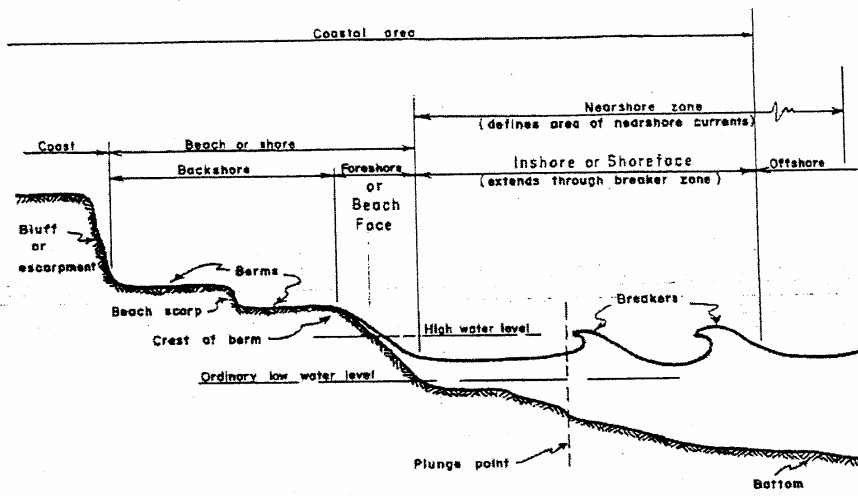 Coastal area
Nearshore zone
(defines area of nearshore currents)
Coast
Beach or shore
Backshore
Foreshore
or
Beach
Face
Inshore or Shoreface
(extends through breaker zone)
Offshore
Bluff
or
escarpment
Berms
Beach scarp
Crest of berm
High water level
Breakers
Ordinary low water level
Plunge point
Bottom